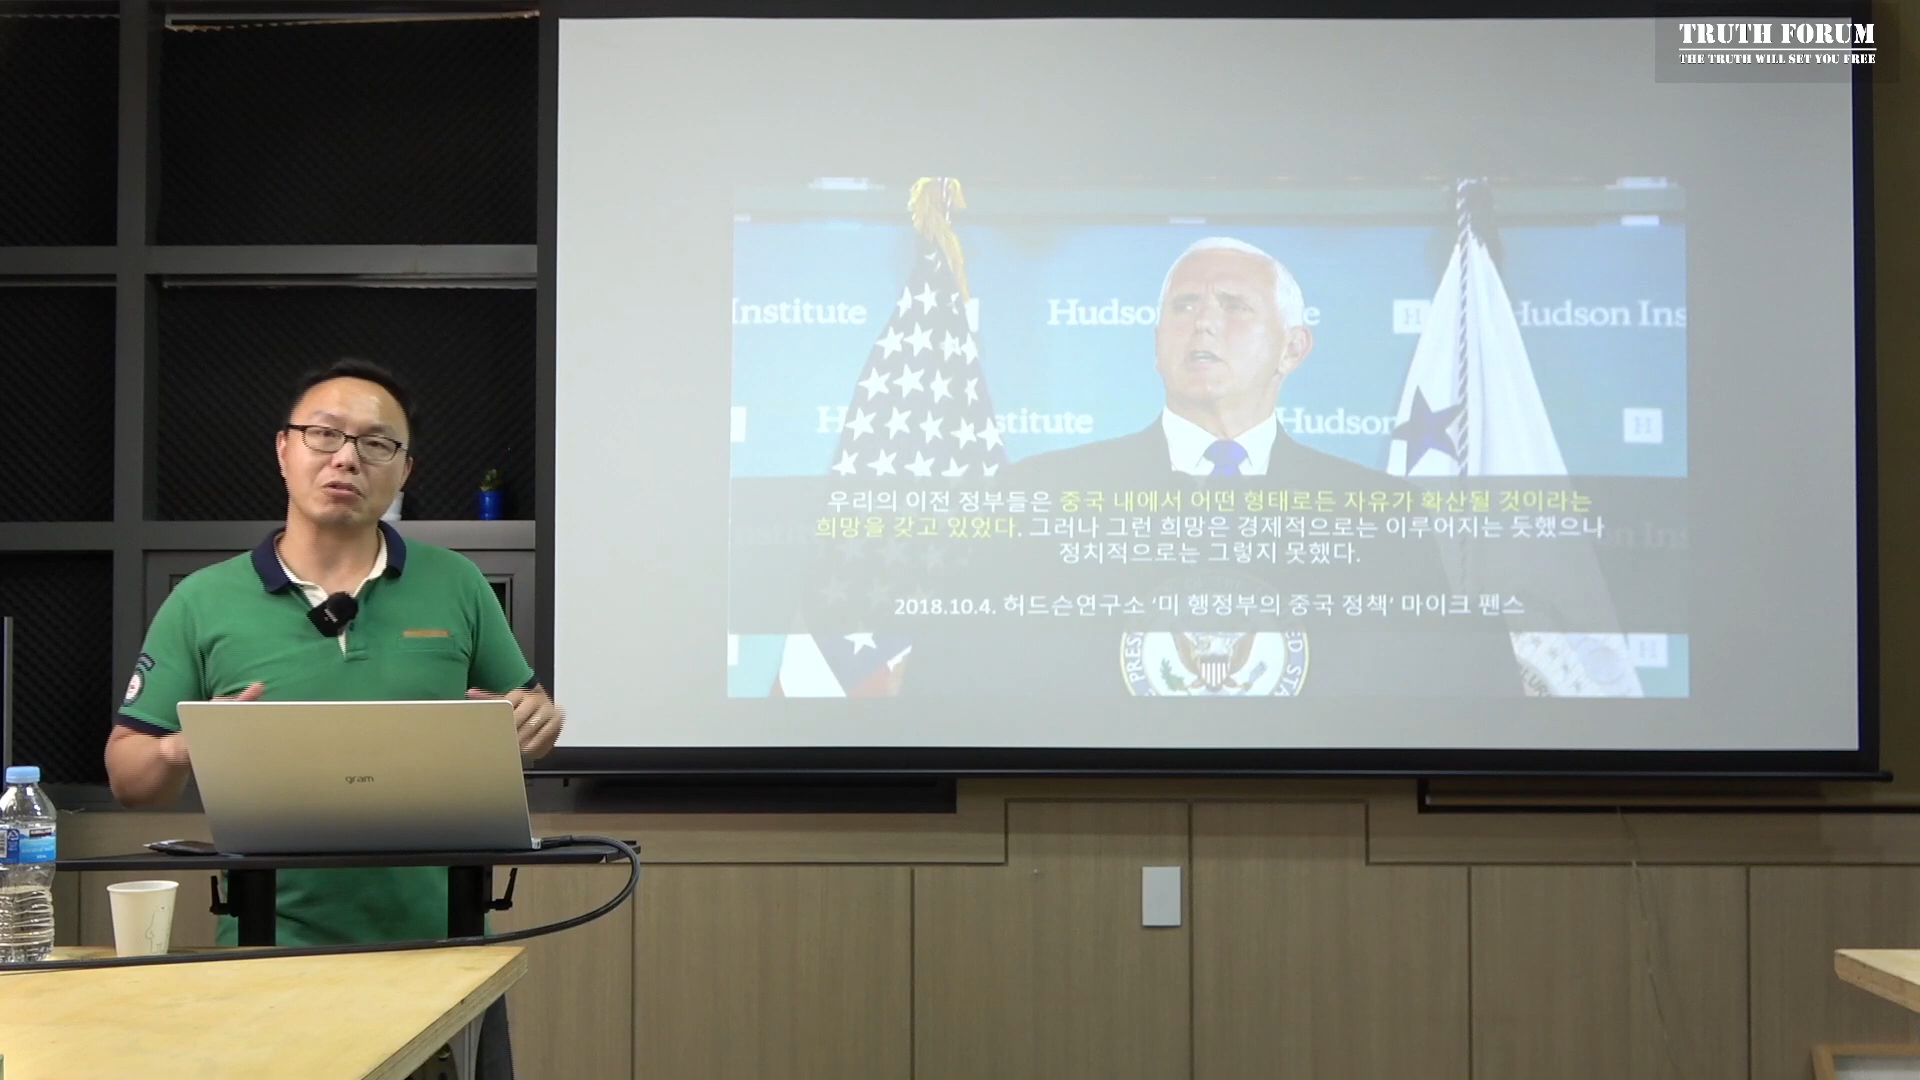 TRUTH FORUM
THE TRUTH WILL SET YOU FREE
Institute
Hudson
Hudson Ins
stitute
Hudson
우리의 이전 정부들은 중국 내에서 어떤 형태로든 자유가 확산될 것이라는
희망을 갖고 있었다. 그러나 그런 희망은 경제적으로는 이루어지는 듯했으나
정치적으로는 그렇지 못했다.
2018.10.4. 허드슨연구소 '미 행정부의 중국 정책' 마이크 펜스
gram